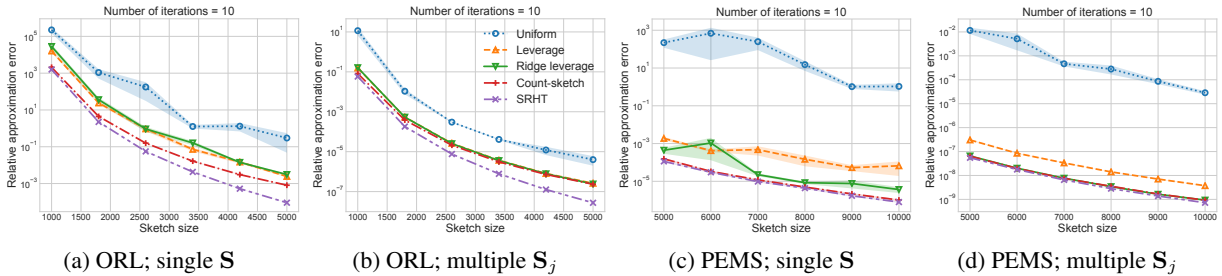 Number of iterations = 10
Relative approximation error
10^5
10^3
10^1
10^-1
10^-3
1000 1500 2000 2500 3000 3500 4000 4500 5000
Sketch size
(a) ORL; single S
Number of iterations = 10
Relative approximation error
10^1
10^-1
10^-3
10^-5
10^-7
Uniform
Leverage
Ridge leverage
Count-sketch
SRHT
1000 1500 2000 2500 3000 3500 4000 4500 5000
Sketch size
(b) ORL; multiple S_j
Number of iterations = 10
Relative approximation error
10^3
10^1
10^-1
10^-3
10^-5
5000 6000 7000 8000 9000 10000
Sketch size
(c) PEMS; single S
Number of iterations = 10
Relative approximation error
10^-2
10^-3
10^-4
10^-5
10^-6
10^-7
10^-8
10^-9
5000 6000 7000 8000 9000 10000
Sketch size
(d) PEMS; multiple S_j